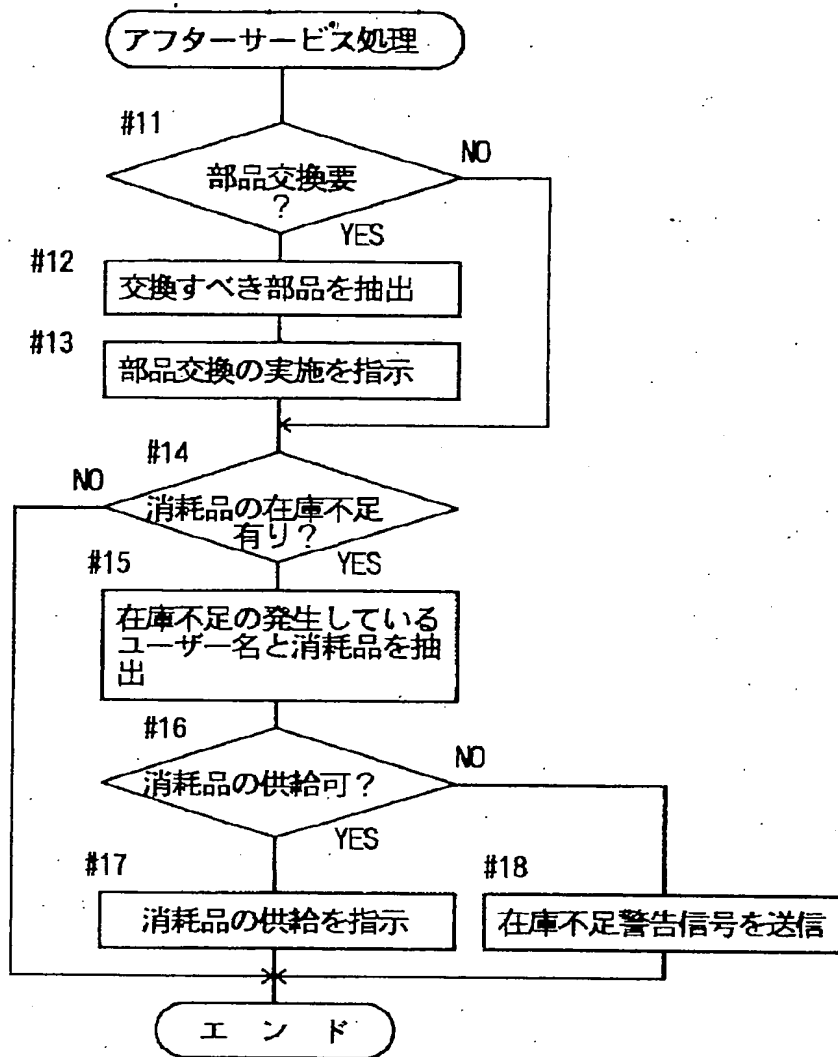 アフターサービス処理
#11
部品交換要
?
NO
YES
#12
交換すべき部品を抽出
#13
部品交換の実施を指示
#14
NO
消耗品の在庫不足
有り?
YES
#15
在庫不足の発生している
ユーザー名と消耗品を抽
出
#16
消耗品の供給可?
NO
YES
#17
消耗品の供給を指示
#18
在庫不足警告信号を送信
エンド